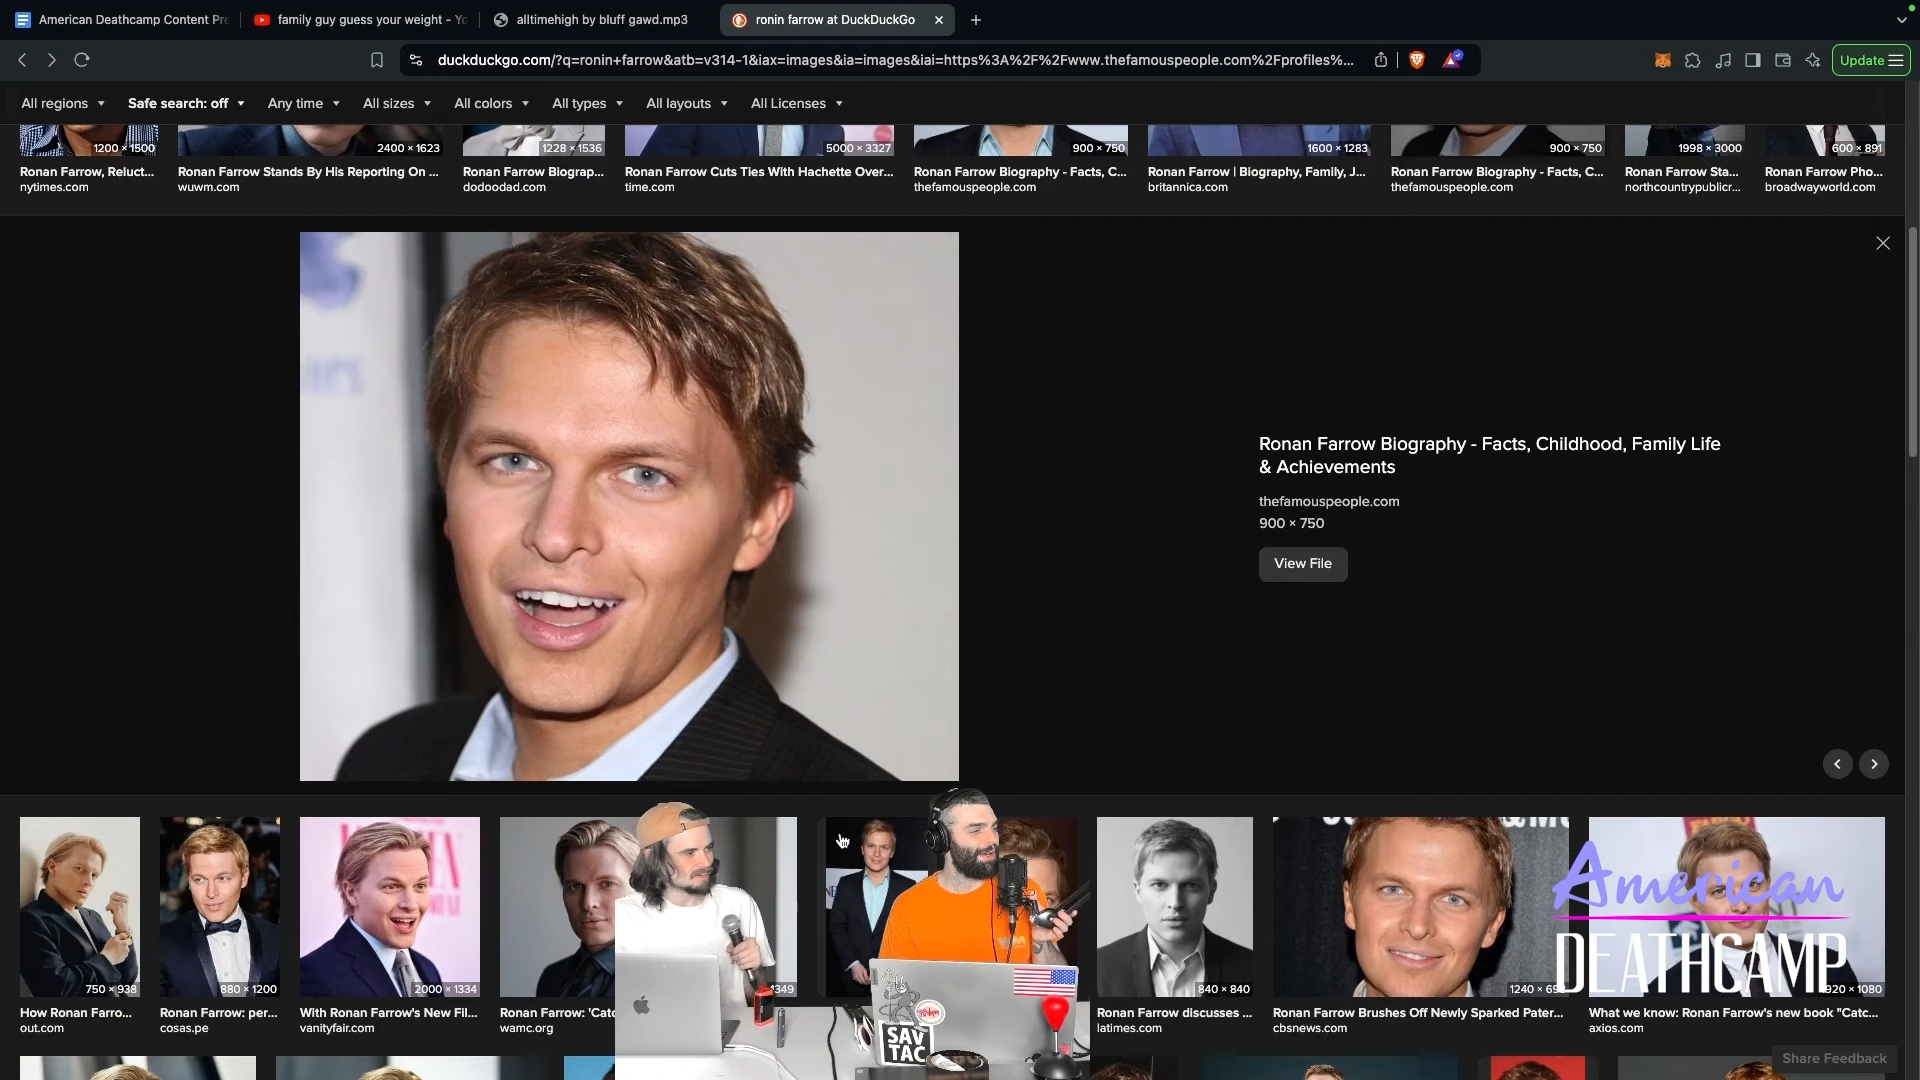 American Deathcamp Content Pre
family guy guess your weight - Yo
alltimehigh by bluff gawd.mp3
ronin farrow at DuckDuckGo
duckduckgo.com/?q=ronin+farrow&atb=v314-1&iax=images&ia=images&iai=https%3A%2F%2Fwww.thefamouspeople.com%2Fprofiles%...
Update
All regions
Safe search: off
Any time
All sizes
All colors
All types
All layouts
All Licenses
1200 × 1500
2400 × 1623
1228 × 1536
5000 × 3327
900 × 750
1600 × 1283
900 × 750
1998 × 3000
600 × 891
Ronan Farrow, Reluct...
nytimes.com
Ronan Farrow Stands By His Reporting On ...
wuwm.com
Ronan Farrow Biograp...
dodoodad.com
Ronan Farrow Cuts Ties With Hachette Over...
time.com
Ronan Farrow Biography - Facts, C...
thefamouspeople.com
Ronan Farrow | Biography, Family, J...
britannica.com
Ronan Farrow Biography - Facts, C...
thefamouspeople.com
Ronan Farrow Sta...
northcountrypublicr...
Ronan Farrow Pho...
broadwayworld.com
Ronan Farrow Biography - Facts, Childhood, Family Life
& Achievements
thefamouspeople.com
900 × 750
View File
750 × 938
880 × 1200
2000 × 1334
1349
840 × 840
1240 × 69
920 × 1080
How Ronan Farro...
out.com
Ronan Farrow: per...
cosas.pe
With Ronan Farrow's New Fil...
vanityfair.com
Ronan Farrow: 'Catc
wamc.org
Ronan Farrow discusses ...
latimes.com
Ronan Farrow Brushes Off Newly Sparked Pater...
cbsnews.com
What we know: Ronan Farrow's new book "Catc...
axios.com
American
DEATHCAMP
SAV
TAC
Share Feedback